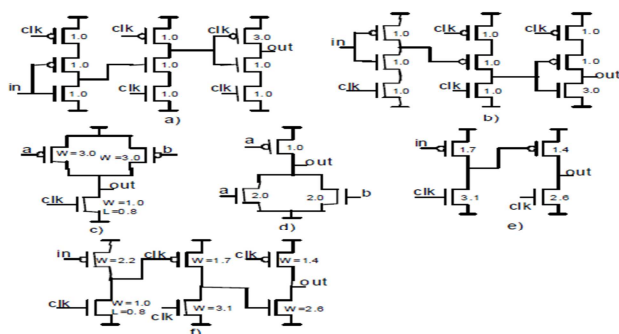 clk 1.0 clk 1.0 clk 3.0
out
in 1.0 1.0 1.0
1.0 clk 1.0 clk 1.0
a)
in 1.0 clk 1.0 1.0
1.0 1.0 1.0
out
clk 1.0 1.0 3.0
b)
a W=3.0 W=3.0 b
out
clk W=1.0
L=0.8
c)
a 1.0
out
a 2.0 2.0 b
d)
in 1.7 1.4
out
clk 3.1 clk 2.6
e)
in W=2.2 clk W=1.7 clk W=1.4
out
clk W=1.0
L=0.8
clk W=3.1 W=2.6
f)